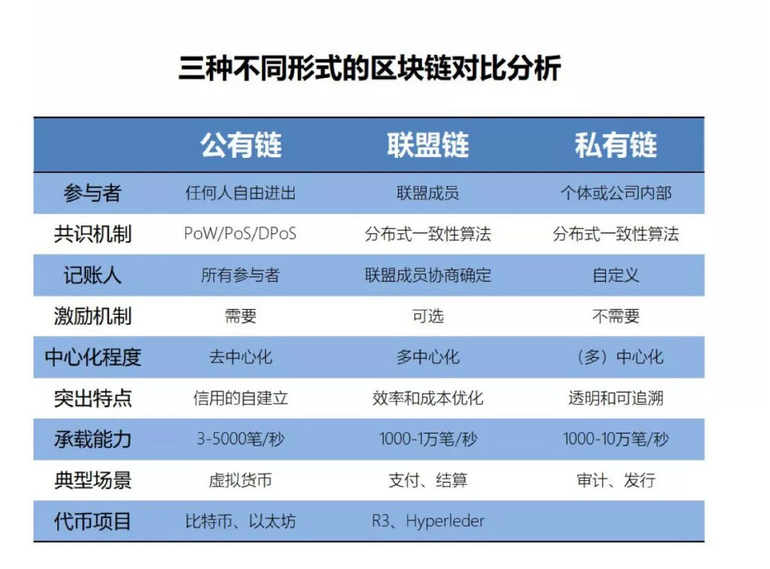 三种不同形式的区块链对比分析
公有链 联盟链 私有链
参与者 任何人自由进出 联盟成员 个体或公司内部
共识机制 PoW/PoS/DPoS 分布式一致性算法 分布式一致性算法
记账人 所有参与者 联盟成员协商确定 自定义
激励机制 需要 可选 不需要
中心化程度 去中心化 多中心化 （多）中心化
突出特点 信用的自建立 效率和成本优化 透明和可追溯
承载能力 3-5000笔/秒 1000-1万笔/秒 1000-10万笔/秒
典型场景 虚拟货币 支付、结算 审计、发行
代币项目 比特币、以太坊 R3、Hyperleder